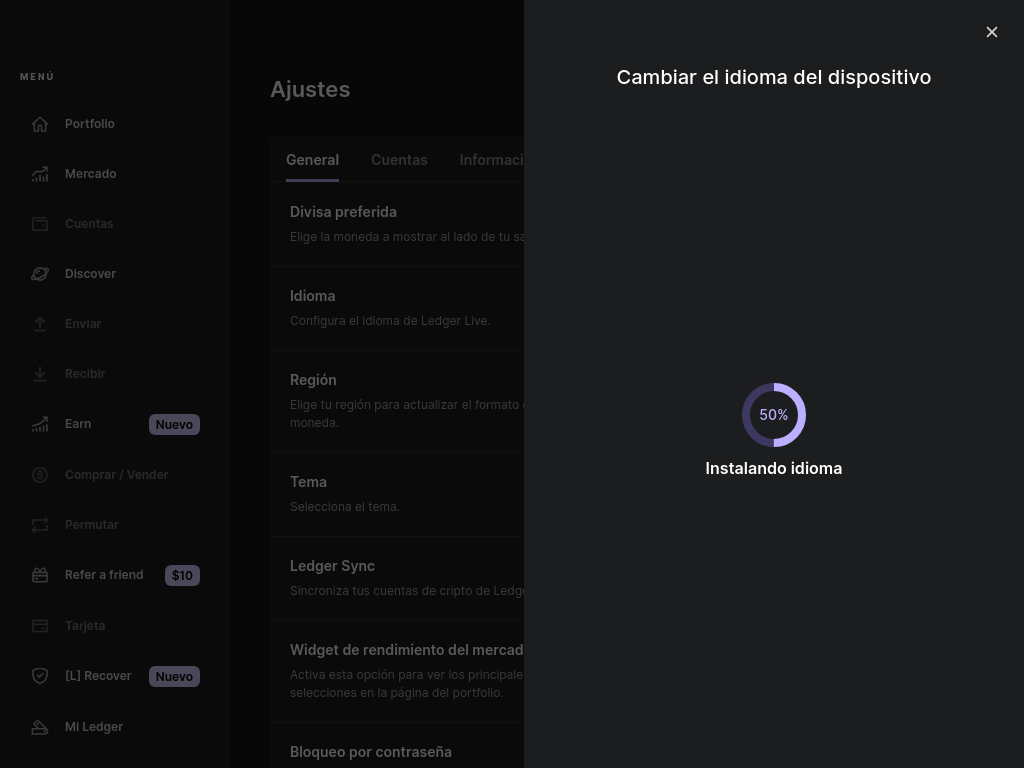 MENÚ
Portfolio
Mercado
Cuentas
Discover
Enviar
Recibir
Earn
Nuevo
Comprar / Vender
Permutar
Refer a friend
$10
Tarjeta
[L] Recover
Nuevo
Mi Ledger
Ajustes
General
Cuentas
Informaci
Divisa preferida
Elige la moneda a mostrar al lado de tu sa
Idioma
Configura el idioma de Ledger Live.
Región
Elige tu región para actualizar el formato
moneda.
Tema
Selecciona el tema.
Ledger Sync
Sincroniza tus cuentas de cripto de Ledge
Widget de rendimiento del mercad
Activa esta opción para ver los principale
selecciones en la página del portfolio.
Bloqueo por contraseña
Cambiar el idioma del dispositivo
50%
Instalando idioma